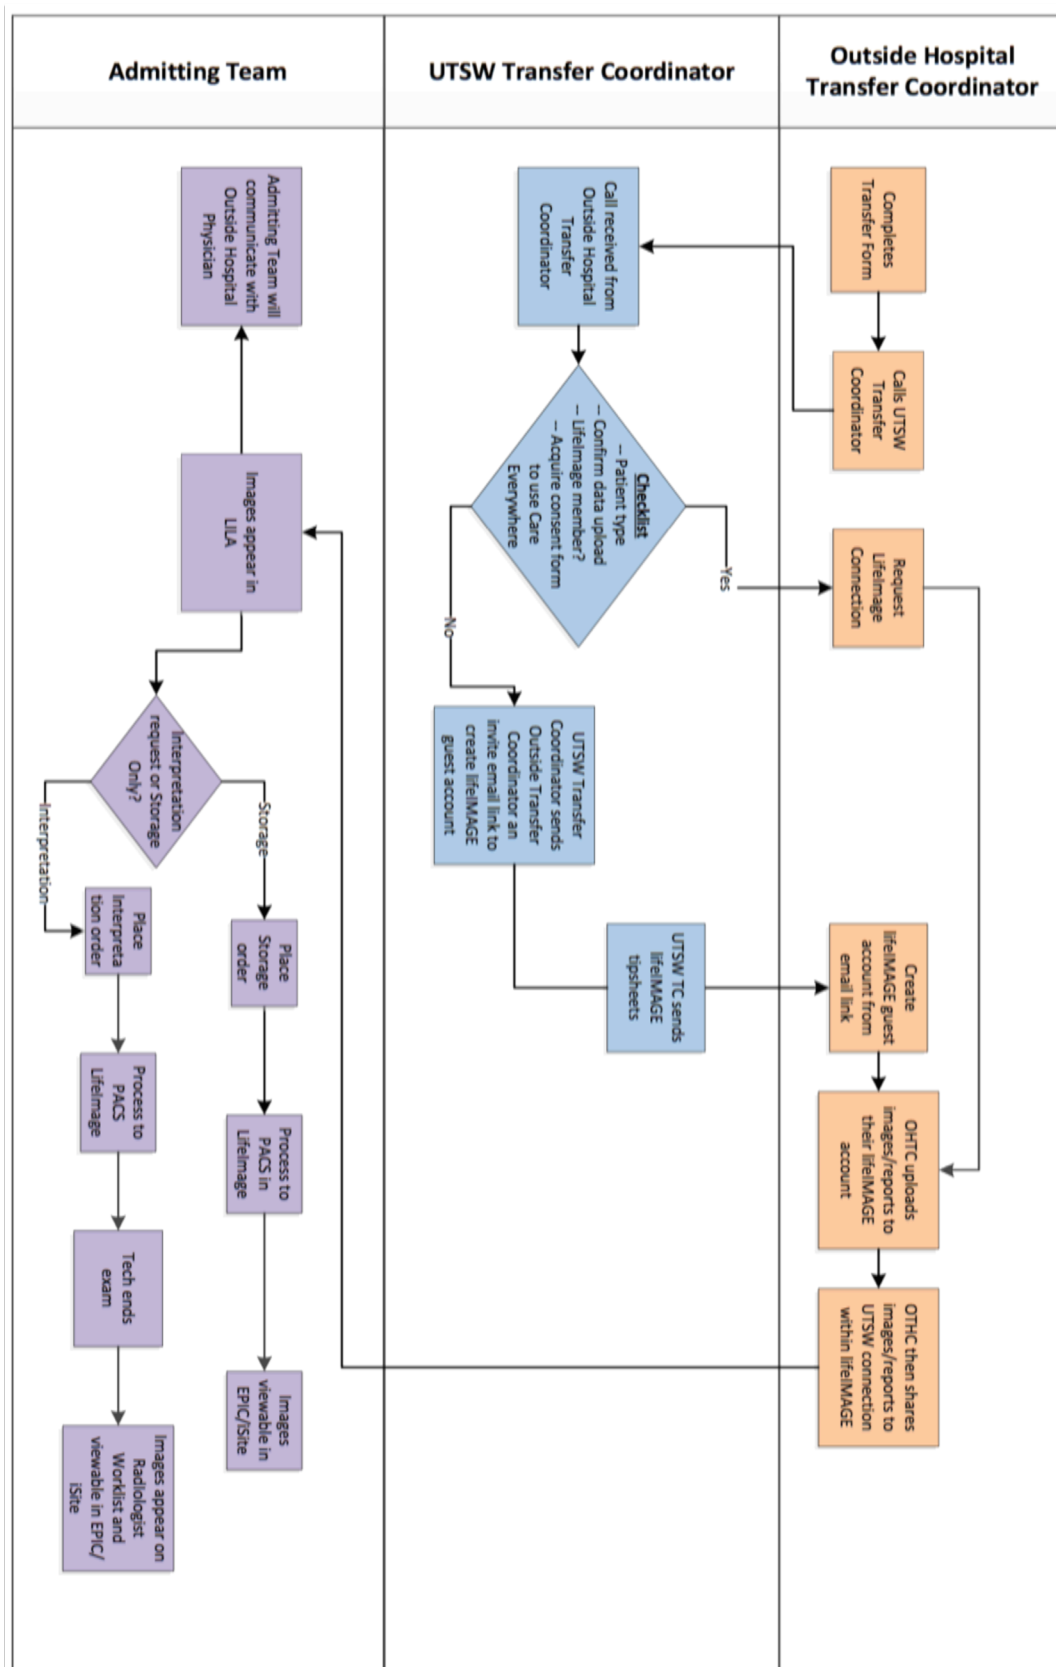 Admitting Team
UTSW Transfer Coordinator
Outside Hospital
Transfer Coordinator
Completes
Transfer Form
Calls UTSW
Transfer
Coordinator
Request
LifeImage
Connection
Create
lifeIMAGE guest
account from
email link
OHTC uploads
images/reports to
their lifeIMAGE
account
OTHC then shares
images/reports to
UTSW connection
within lifeIMAGE
Call received from
Outside Hospital
Transfer
Coordinator
Checklist
-- Patient type
-- Confirm data upload
-- LifeImage member?
-- Acquire consent form
to use Care
Everywhere
Yes
No
UTSW Transfer
Coordinator sends
Outside Transfer
Coordinator an
invite email link to
create lifeIMAGE
guest account
UTSW TC sends
lifeIMAGE
tipsheets
Admitting Team will
communicate with
Outside Hospital
Physician
Images appear in
LILA
Interpretation
request or Storage
Only?
Storage
Interpretation
Place
Storage
order
Process to
PACS in
LifeImage
Images
viewable in
EPIC/iSite
Place
Interpreta
tion order
Process to
PACS
LifeImage
Tech ends
exam
Images appear on
Radiologist
Worklist and
viewable in EPIC/
iSite